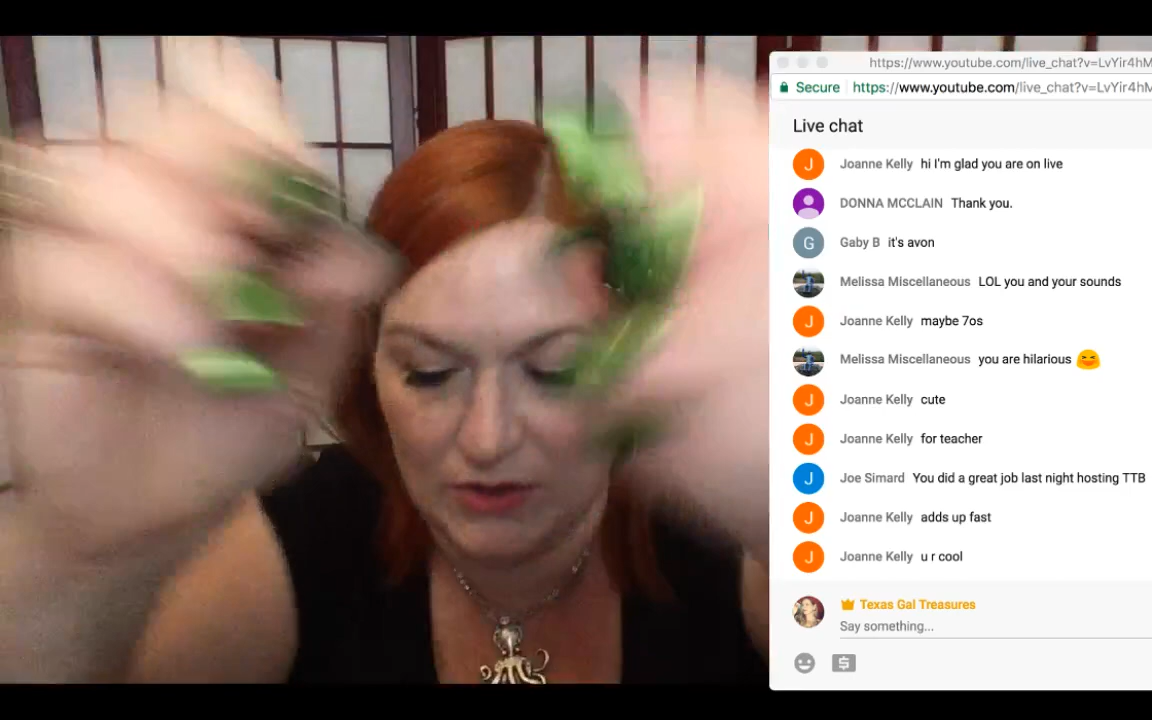 https://www.youtube.com/live_chat?v=LvYir4hM
Secure https://www.youtube.com/live_chat?v=LvYir4hM
Live chat
J Joanne Kelly hi I'm glad you are on live
DONNA MCCLAIN Thank you.
G Gaby B it's avon
Melissa Miscellaneous LOL you and your sounds
J Joanne Kelly maybe 7os
Melissa Miscellaneous you are hilarious
J Joanne Kelly cute
J Joanne Kelly for teacher
J Joe Simard You did a great job last night hosting TTB
J Joanne Kelly adds up fast
J Joanne Kelly u r cool
Texas Gal Treasures
Say something...
$